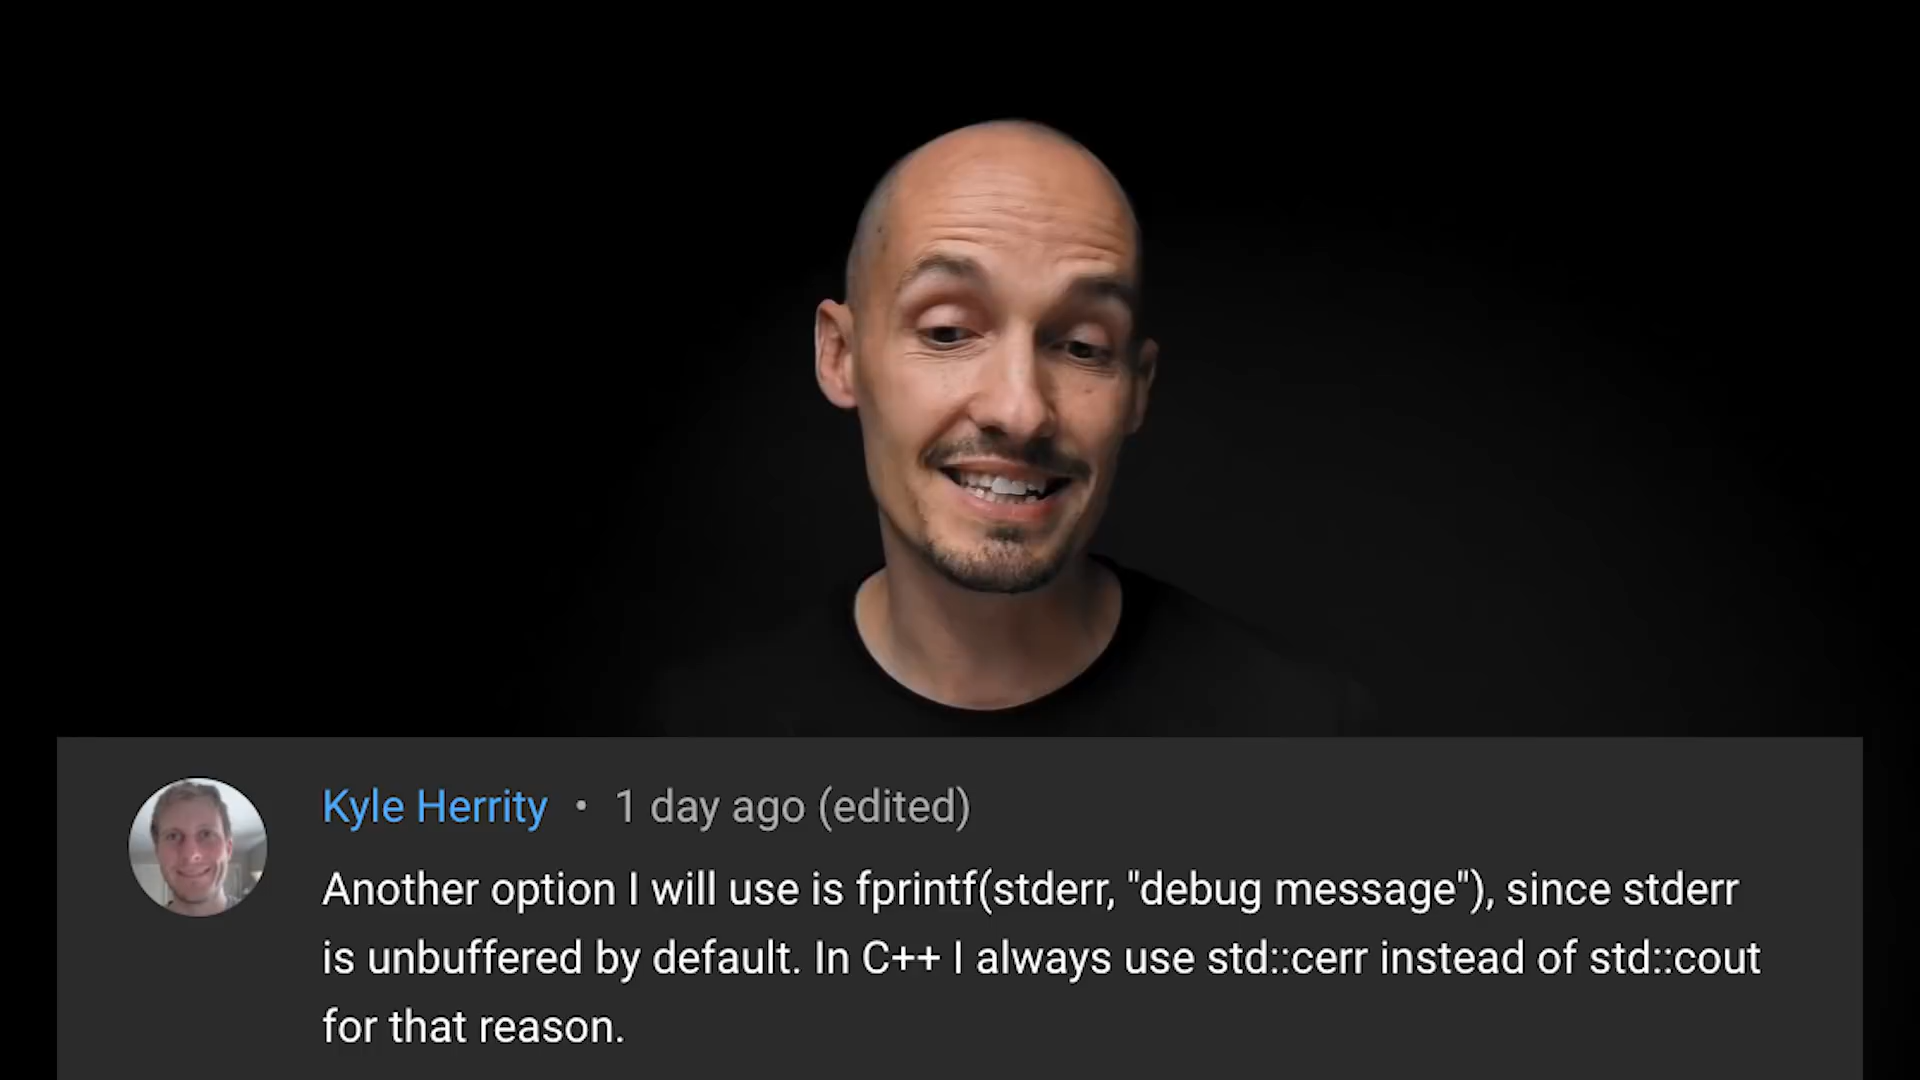 Kyle Herrity • 1 day ago (edited)
Another option I will use is fprintf(stderr, "debug message"), since stderr
is unbuffered by default. In C++ I always use std::cerr instead of std::cout
for that reason.